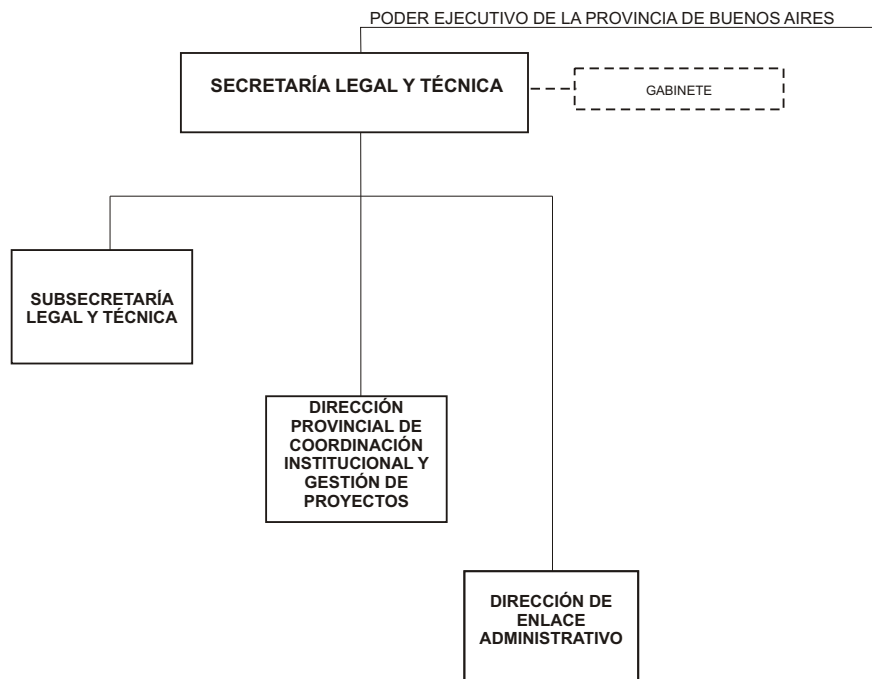 PODER EJECUTIVO DE LA PROVINCIA DE BUENOS AIRES
SECRETARÍA LEGAL Y TÉCNICA
GABINETE
SUBSECRETARÍA
LEGAL Y TÉCNICA
DIRECCIÓN
PROVINCIAL DE
COORDINACIÓN
INSTITUCIONAL Y
GESTIÓN DE
PROYECTOS
DIRECCIÓN DE
ENLACE
ADMINISTRATIVO